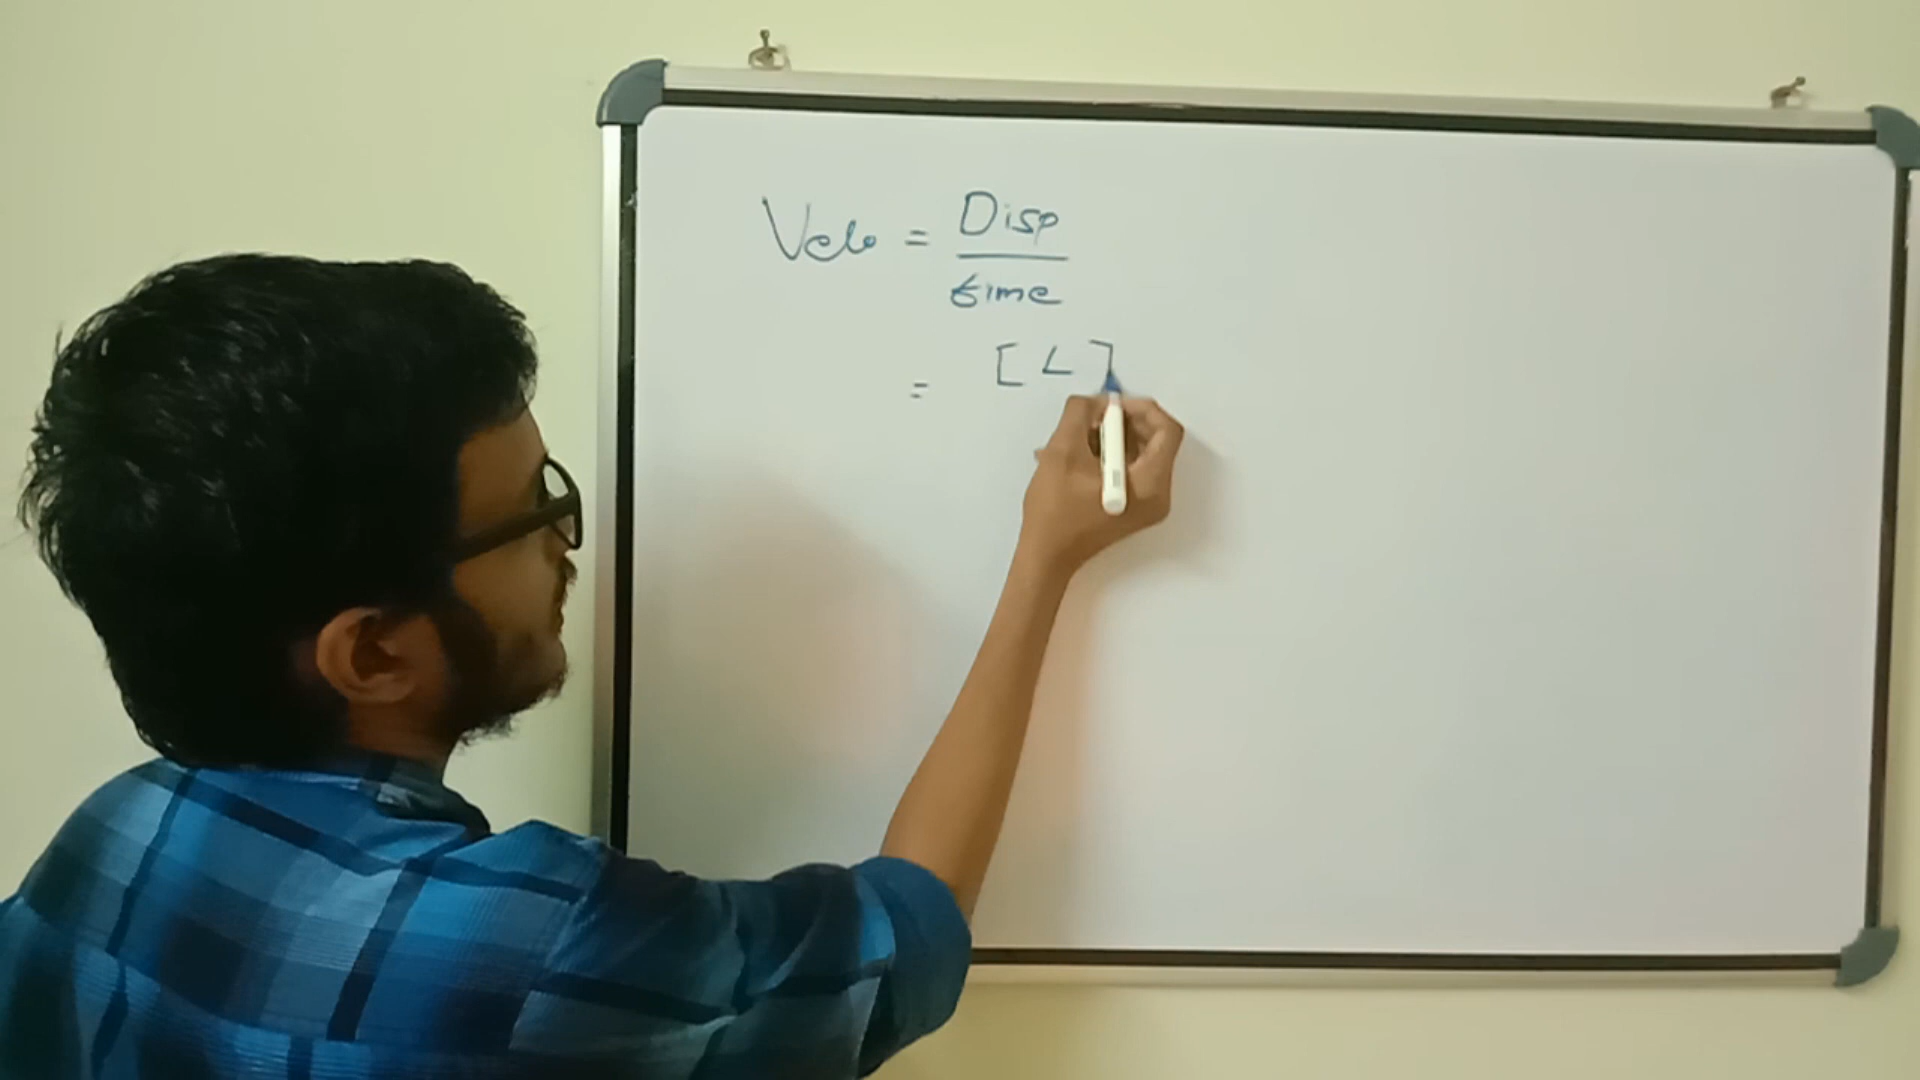 Velo = Disp
time
= [ L ]